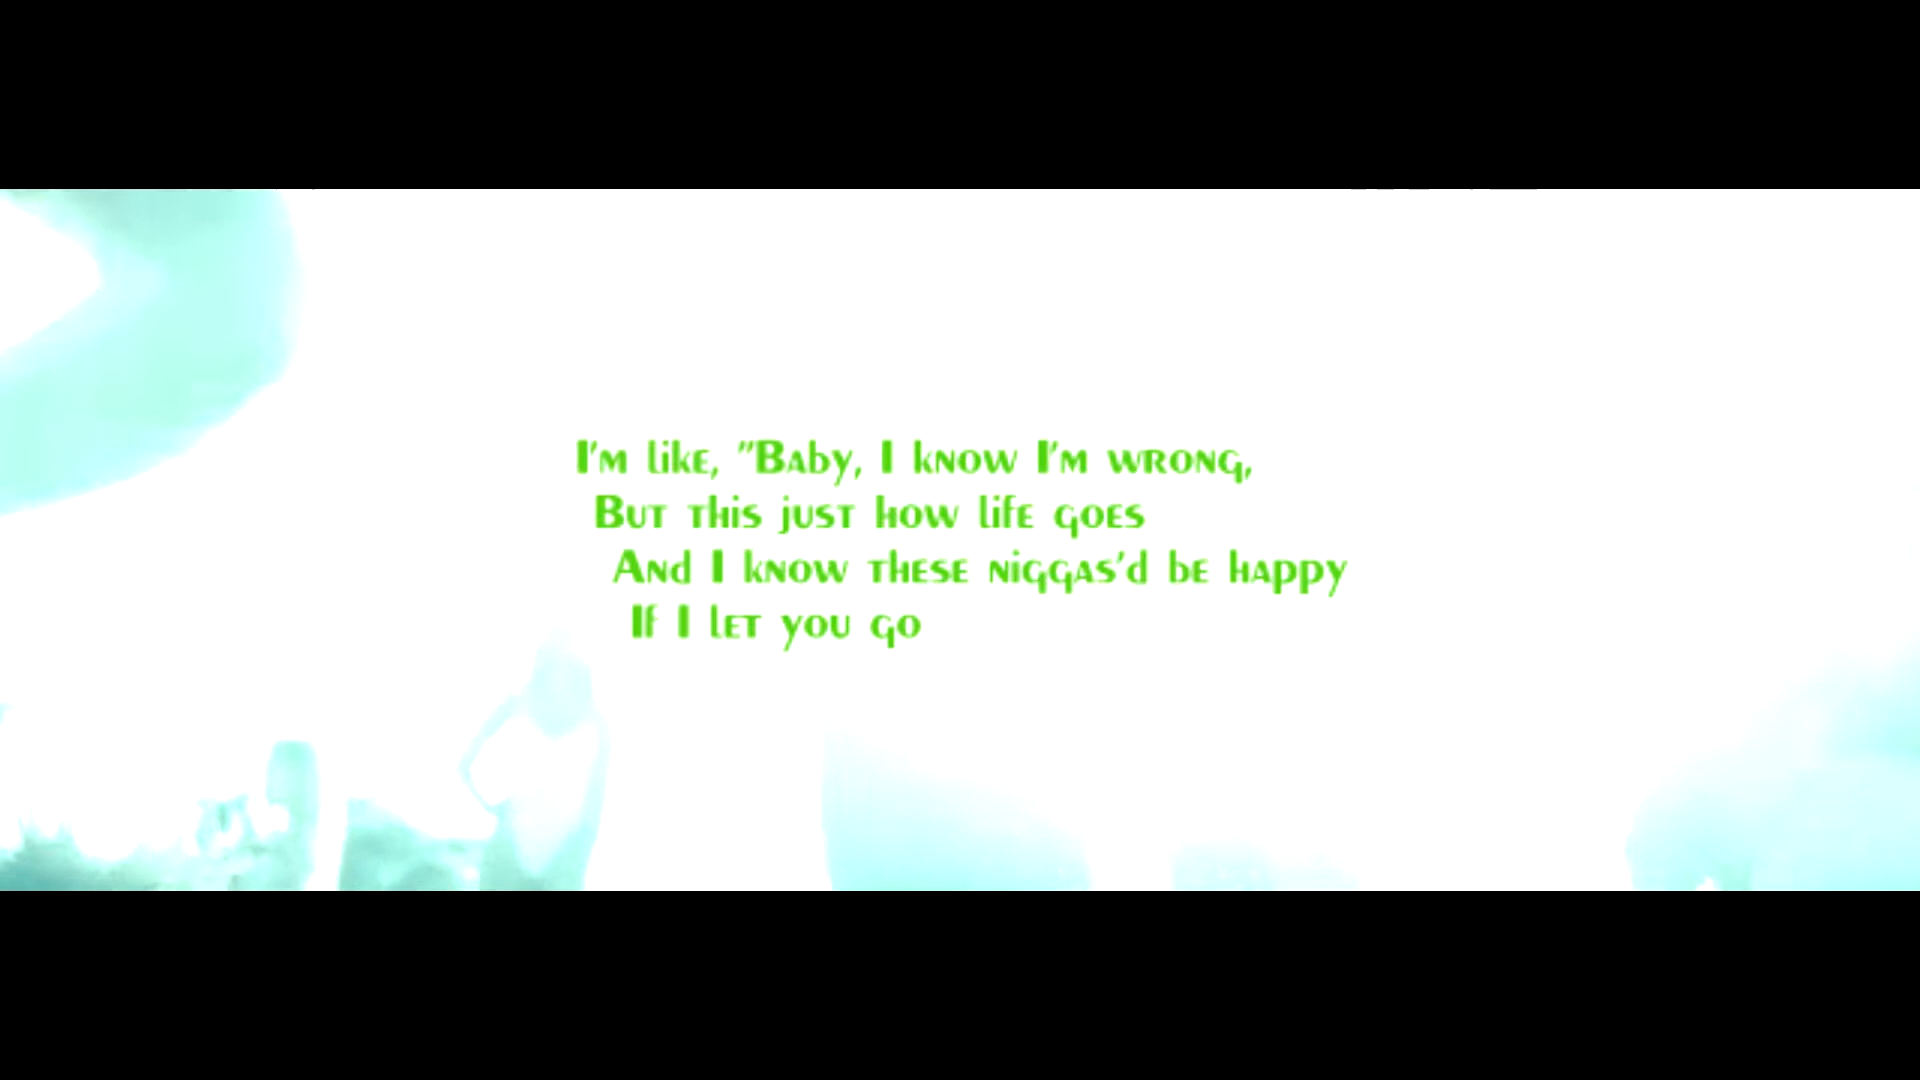 I'm like, "Baby, I know I'm wrong,
But this just how life goes
And I know these niggas'd be happy
If I let you go